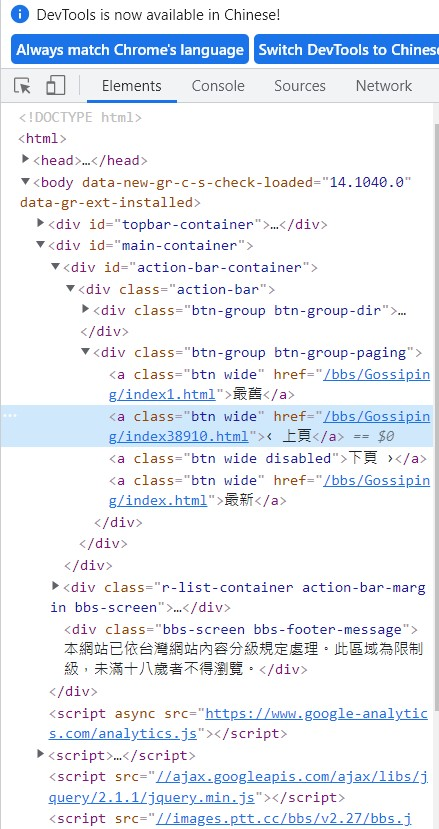 DevTools is now available in Chinese!
Always match Chrome's language Switch DevTools to Chinese
Elements Console Sources Network
<!DOCTYPE html>
<html>
<head>…</head>
<body data-new-gr-c-s-check-loaded="14.1040.0"
data-gr-ext-installed>
<div id="topbar-container">…</div>
<div id="main-container">
<div id="action-bar-container">
<div class="action-bar">
<div class="btn-group btn-group-dir">…
</div>
<div class="btn-group btn-group-paging">
<a class="btn wide" href="/bbs/Gossipin
g/index1.html">最舊</a>
<a class="btn wide" href="/bbs/Gossipin
g/index38910.html">‹ 上頁</a> == $0
<a class="btn wide disabled">下頁 ›</a>
<a class="btn wide" href="/bbs/Gossipin
g/index.html">最新</a>
</div>
</div>
</div>
<div class="r-list-container action-bar-marg
in bbs-screen">…</div>
<div class="bbs-screen bbs-footer-message">
本網站已依台灣網站內容分級規定處理。此區域為限制
級，未滿十八歲者不得瀏覽。</div>
</div>
<script async src="https://www.google-analytic
s.com/analytics.js"></script>
<script>…</script>
<script src="//ajax.googleapis.com/ajax/libs/j
query/2.1.1/jquery.min.js"></script>
<script src="//images.ptt.cc/bbs/v2.27/bbs.j